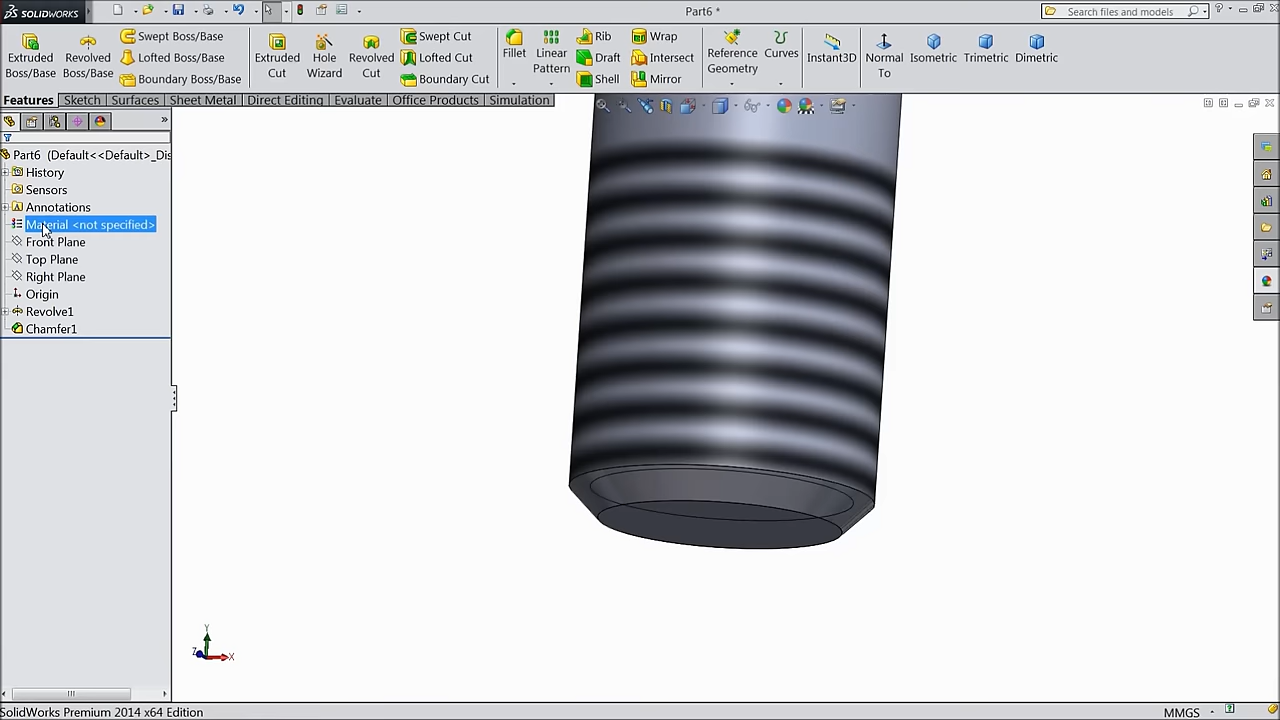 SOLIDWORKS
Part6 *
Search files and models
Extruded Boss/Base
Revolved Boss/Base
Swept Boss/Base
Lofted Boss/Base
Boundary Boss/Base
Extruded Cut
Hole Wizard
Revolved Cut
Swept Cut
Lofted Cut
Boundary Cut
Fillet
Linear Pattern
Rib
Draft
Shell
Wrap
Intersect
Mirror
Reference Geometry
Curves
Instant3D
Normal To
Isometric
Trimetric
Dimetric
Features
Sketch
Surfaces
Sheet Metal
Direct Editing
Evaluate
Office Products
Simulation
Part6 (Default<<Default>_Dis
History
Sensors
Annotations
Material <not specified>
Front Plane
Top Plane
Right Plane
Origin
Revolve1
Chamfer1
Y
Z
X
SolidWorks Premium 2014 x64 Edition
MMGS